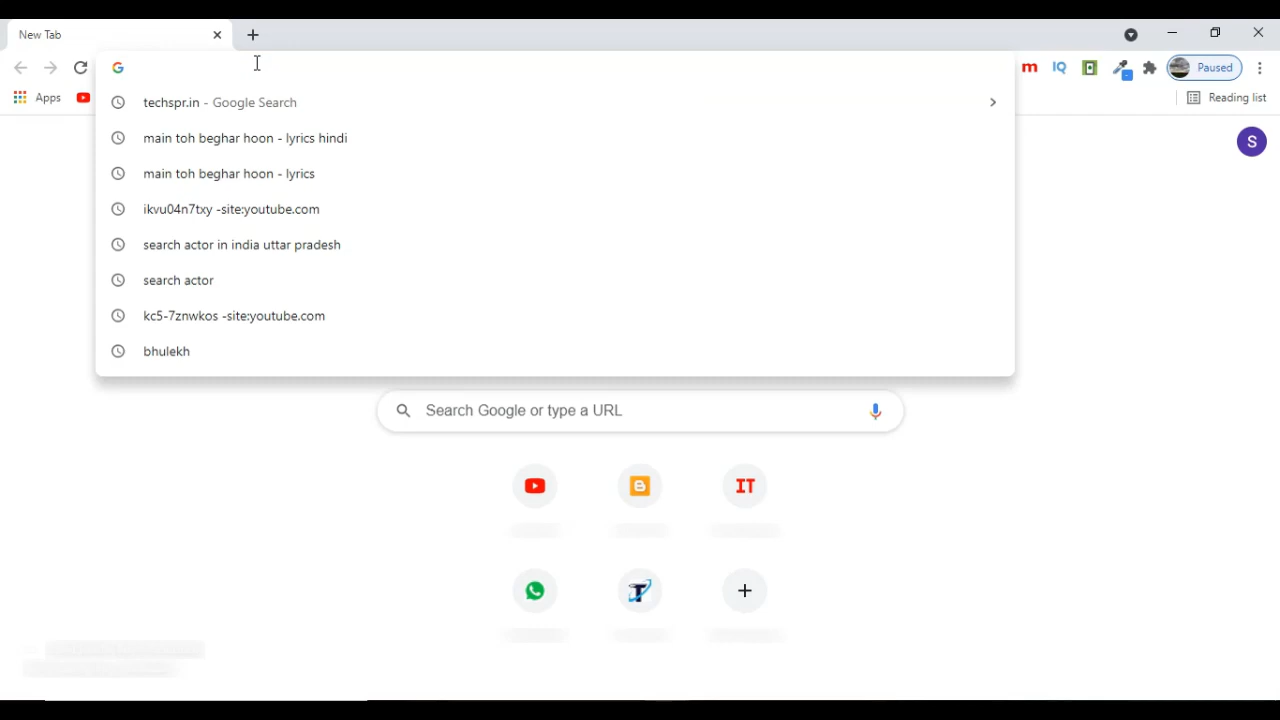 New Tab
Paused
Apps
Reading list
techspr.in - Google Search
main toh beghar hoon - lyrics hindi
main toh beghar hoon - lyrics
ikvu04n7txy -site:youtube.com
search actor in india uttar pradesh
search actor
kc5-7znwkos -site:youtube.com
bhulekh
S
Search Google or type a URL
IT